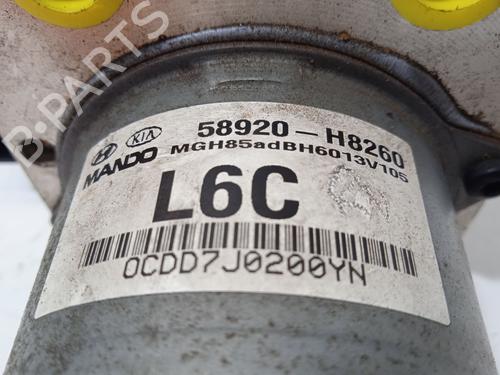 B-PARTS
KIA 58920-H8260
MANDO MGH85adBH6013V105
L6C
0CDD7J0200YN